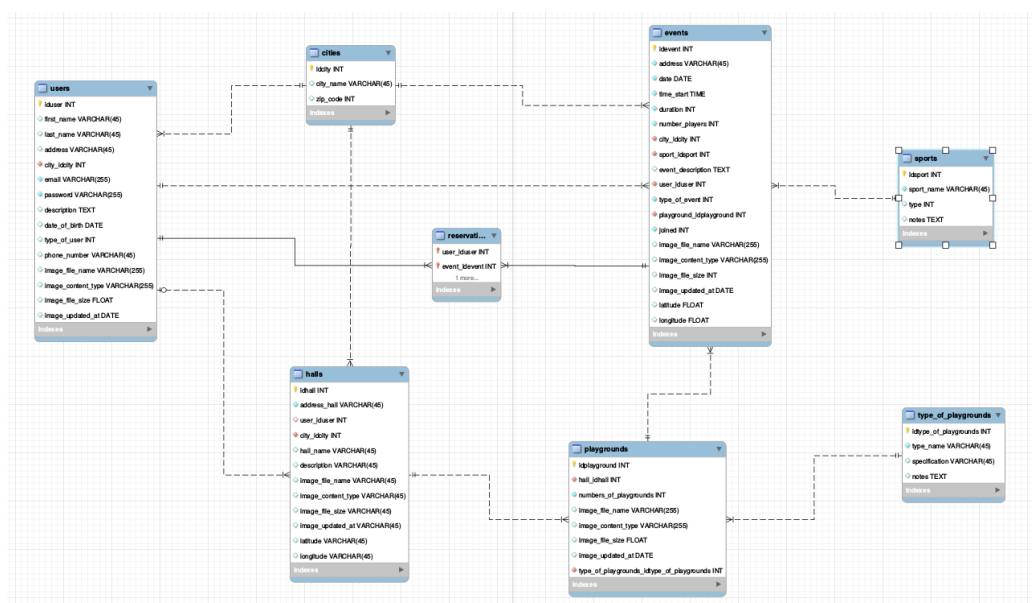 users
iduser INT
first_name VARCHAR(45)
last_name VARCHAR(45)
address VARCHAR(45)
city_idcity INT
email VARCHAR(255)
password VARCHAR(255)
description TEXT
date_of_birth DATE
type_of_user INT
phone_number VARCHAR(45)
image_file_name VARCHAR(255)
image_content_type VARCHAR(255)
image_file_size FLOAT
image_updated_at DATE
Indexes
cities
idcity INT
city_name VARCHAR(45)
zip_code INT
Indexes
events
idevent INT
address VARCHAR(45)
date DATE
time_start TIME
duration INT
number_players INT
city_idcity INT
sport_idsport INT
event_description TEXT
user_iduser INT
type_of_event INT
playground_idplayground INT
joined INT
image_file_name VARCHAR(255)
image_content_type VARCHAR(255)
image_file_size INT
image_updated_at DATE
latitude FLOAT
longitude FLOAT
Indexes
sports
idsport INT
sport_name VARCHAR(45)
type INT
notes TEXT
Indexes
reservati...
user_iduser INT
event_idevent INT
1 more...
Indexes
halls
idhall INT
address_hall VARCHAR(45)
user_iduser INT
city_idcity INT
hall_name VARCHAR(45)
description VARCHAR(45)
image_file_name VARCHAR(45)
image_content_type VARCHAR(45)
image_file_size VARCHAR(45)
image_updated_at VARCHAR(45)
latitude VARCHAR(45)
longitude VARCHAR(45)
Indexes
playgrounds
idplayground INT
hall_idhall INT
numbers_of_playgrounds INT
image_file_name VARCHAR(255)
image_content_type VARCHAR(255)
image_file_size FLOAT
image_updated_at DATE
type_of_playgrounds_idtype_of_playgrounds INT
Indexes
type_of_playgrounds
idtype_of_playgrounds INT
type_name VARCHAR(45)
specification VARCHAR(45)
notes TEXT
Indexes